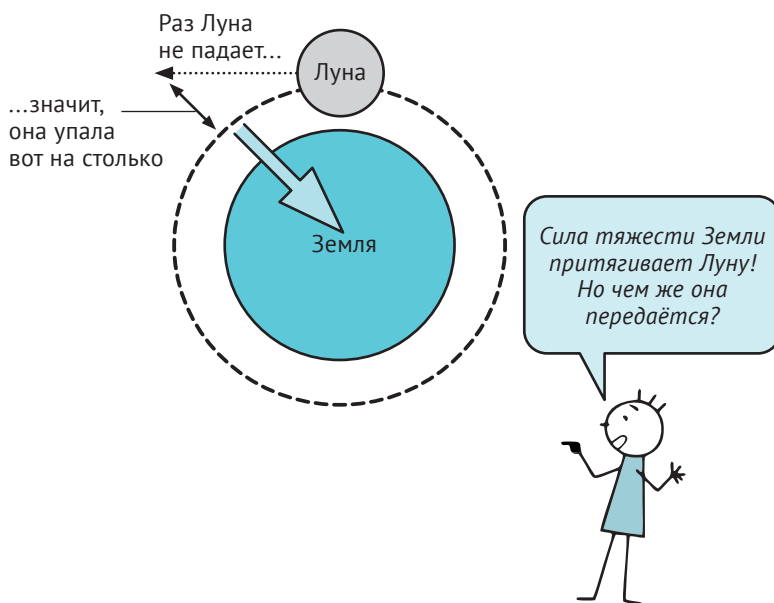 Раз Луна
не падает...
Луна
...значит,
она упала
вот на столько
Земля
Сила тяжести Земли
притягивает Луну!
Но чем же она
передаётся?